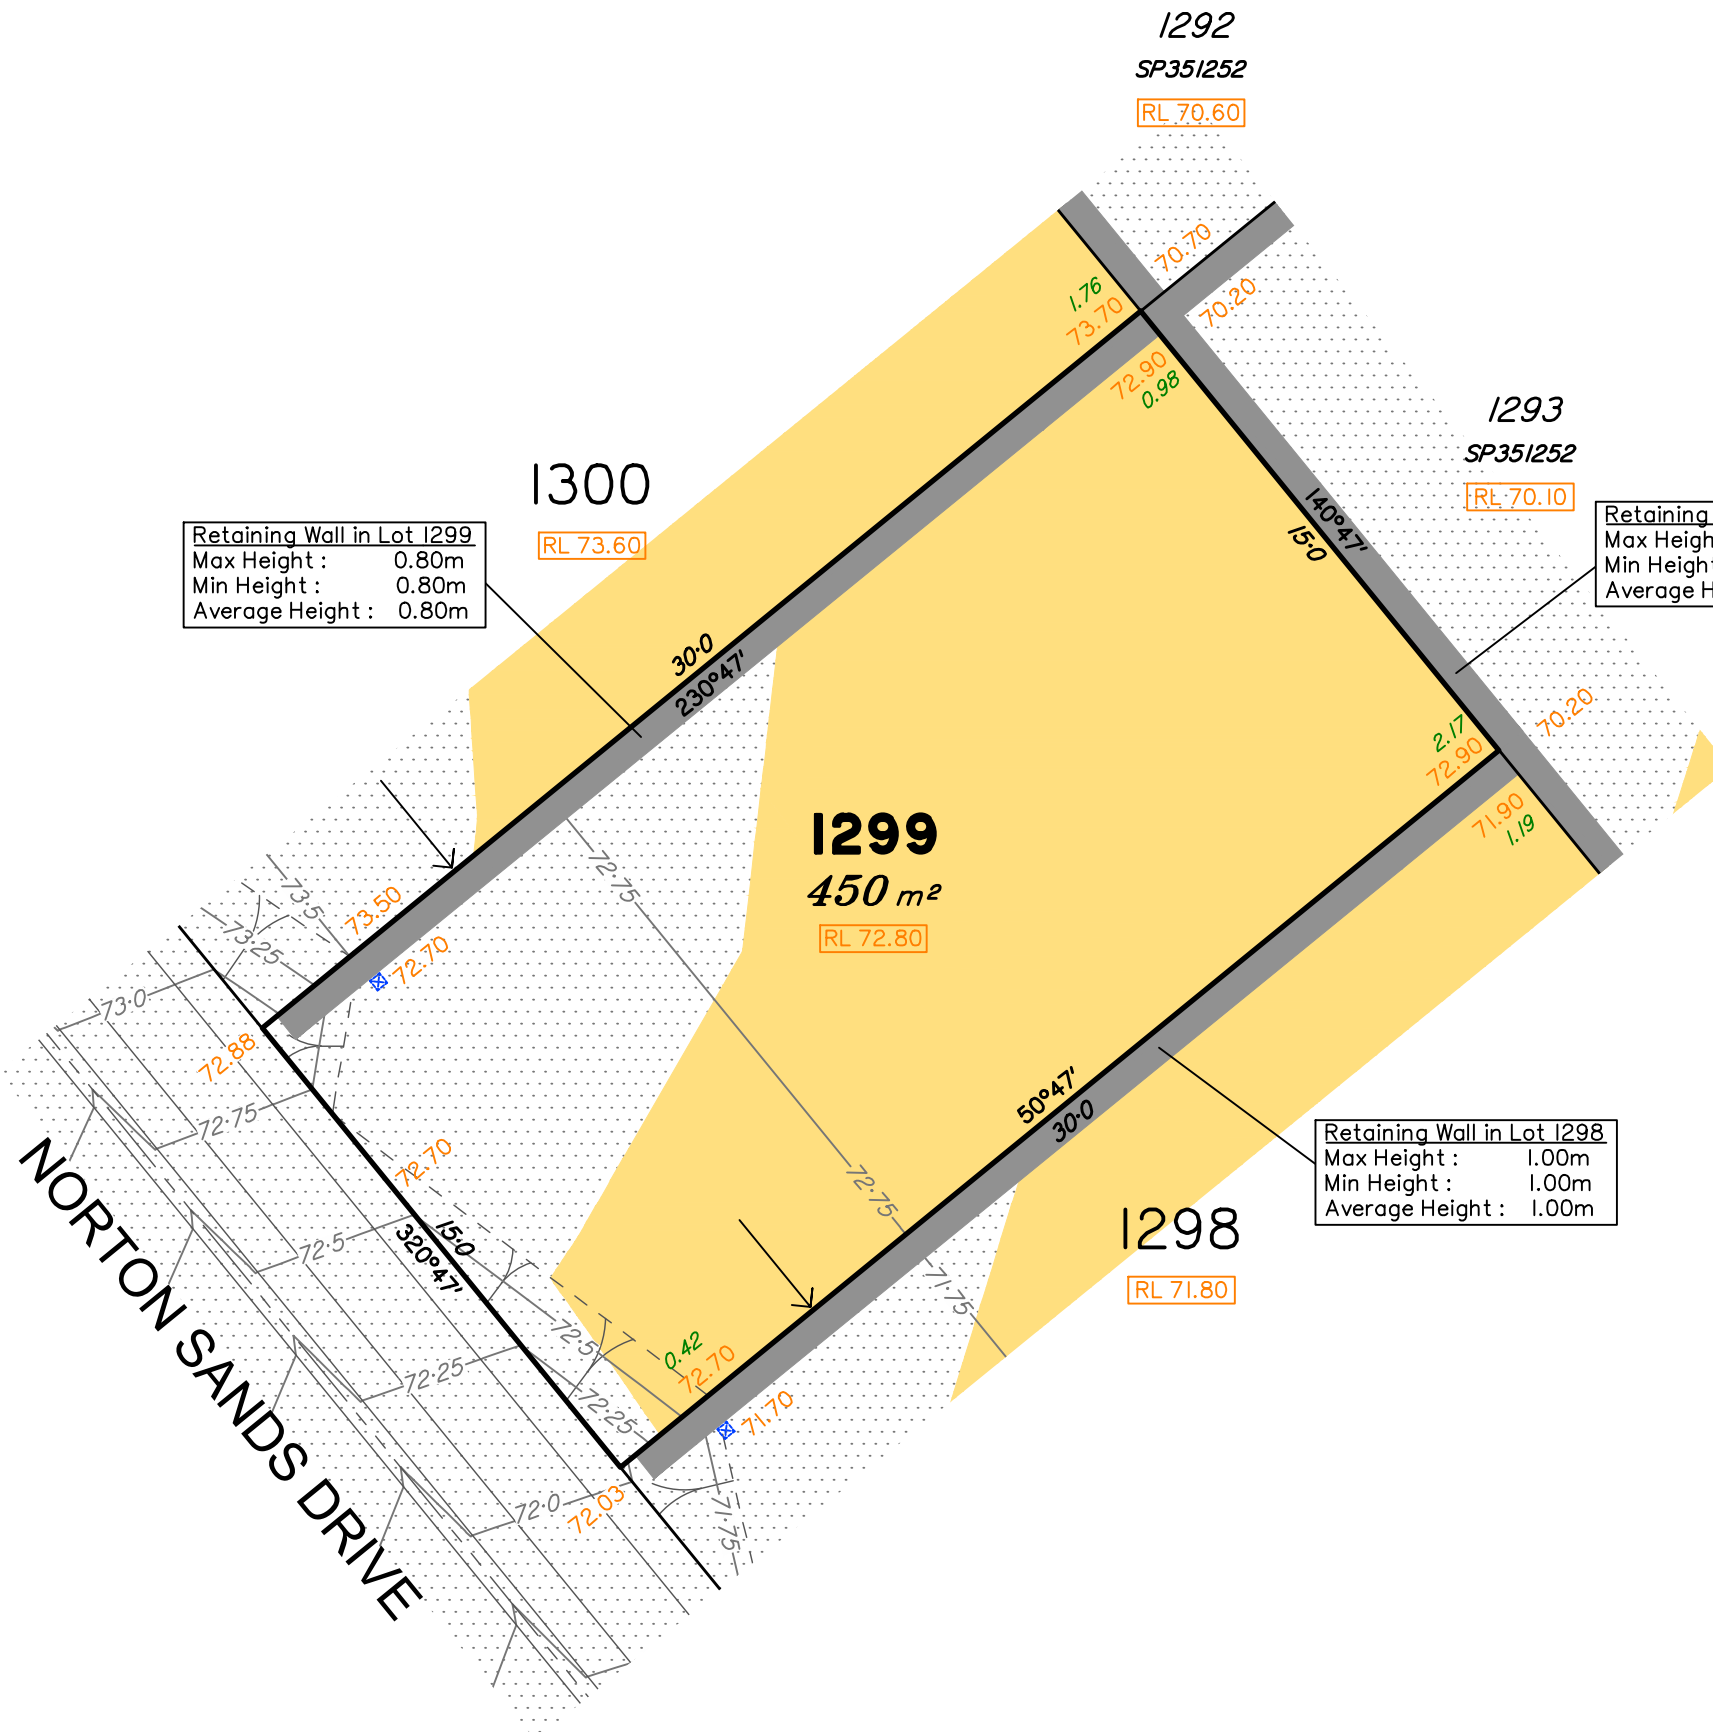 1292
SP351252
RL 70.60
70.70
70.20
1.76
73.70
72.90
0.98
1293
SP351252
RL 70.10
1300
RL 73.60
Retaining Wall in Lot 1299
Max Height : 0.80m
Min Height : 0.80m
Average Height : 0.80m
Retaining
Max Heigh
Min Height
Average H
140°47'
15·0
30·0
230°47'
2.17
72.90
70.20
71.90
1.19
1299
450 m²
RL 72.80
72·75
73·5
73·25
73.50
72.70
73·0
72.88
72·75
72.70
50°47'
30·0
72·75
71·75
Retaining Wall in Lot 1298
Max Height : 1.00m
Min Height : 1.00m
Average Height : 1.00m
1298
RL 71.80
NORTON SANDS DRIVE
15·0
320°47'
72·5
72·5
72·25
72·25
0.42
72.70
71.70
72·0
72.03
71·75